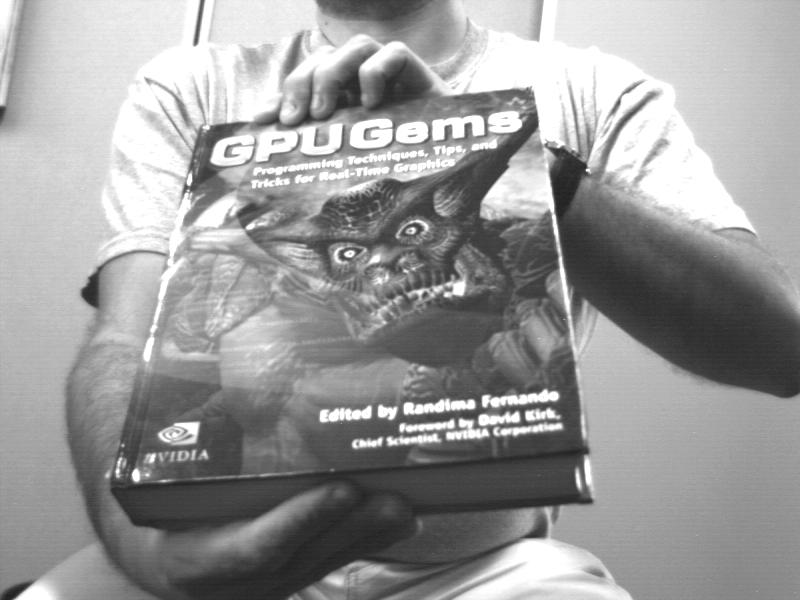 GPU Gems
Programming Techniques, Tips, and
Tricks for Real-Time Graphics
Edited by Randima Fernando
Foreword by David Kirk,
Chief Scientist, NVIDIA Corporation
NVIDIA